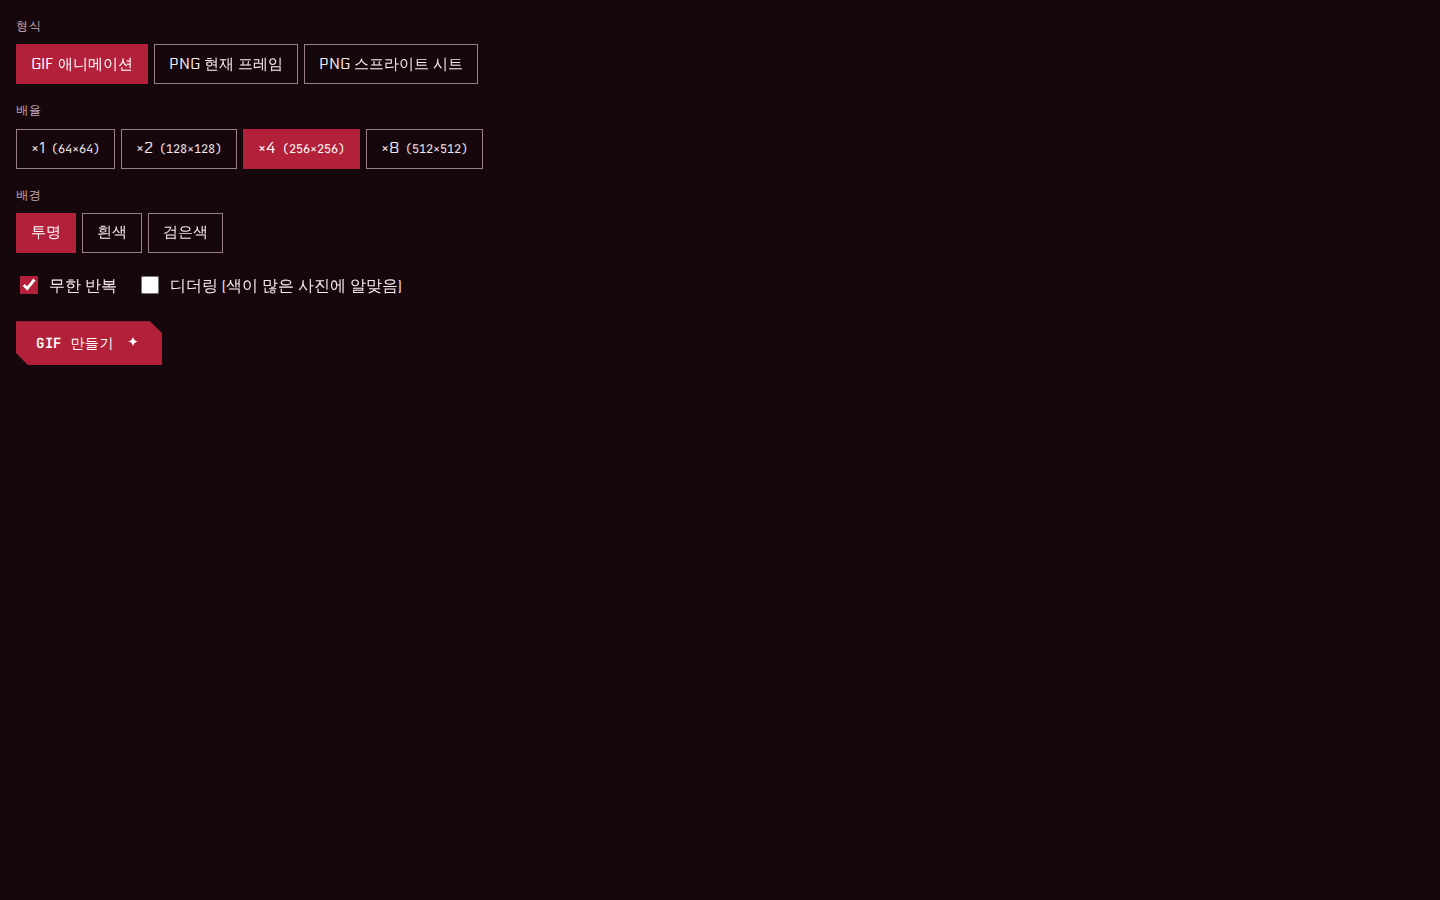 형식
GIF 애니메이션 PNG 현재 프레임 PNG 스프라이트 시트
배율
×1 (64×64) ×2 (128×128) ×4 (256×256) ×8 (512×512)
배경
투명 흰색 검은색
무한 반복 디더링 (색이 많은 사진에 알맞음)
GIF 만들기 ✦